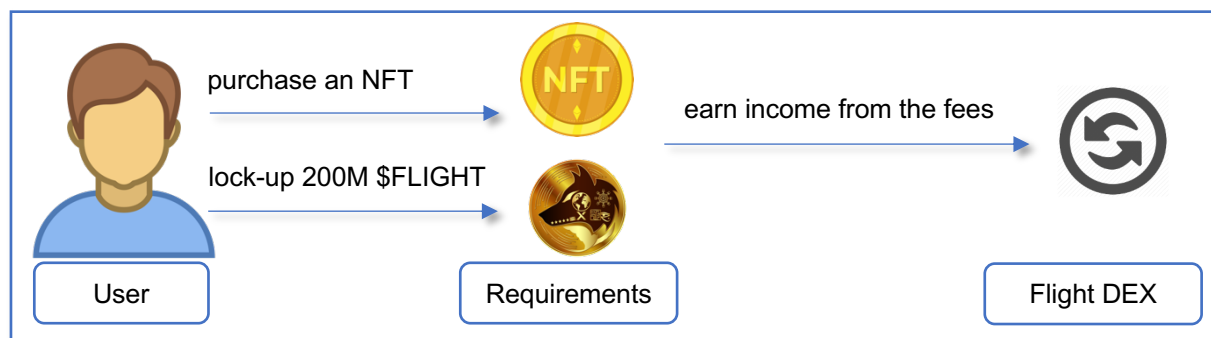 purchase an NFT
NFT
earn income from the fees
lock-up 200M $FLIGHT
User
Requirements
Flight DEX